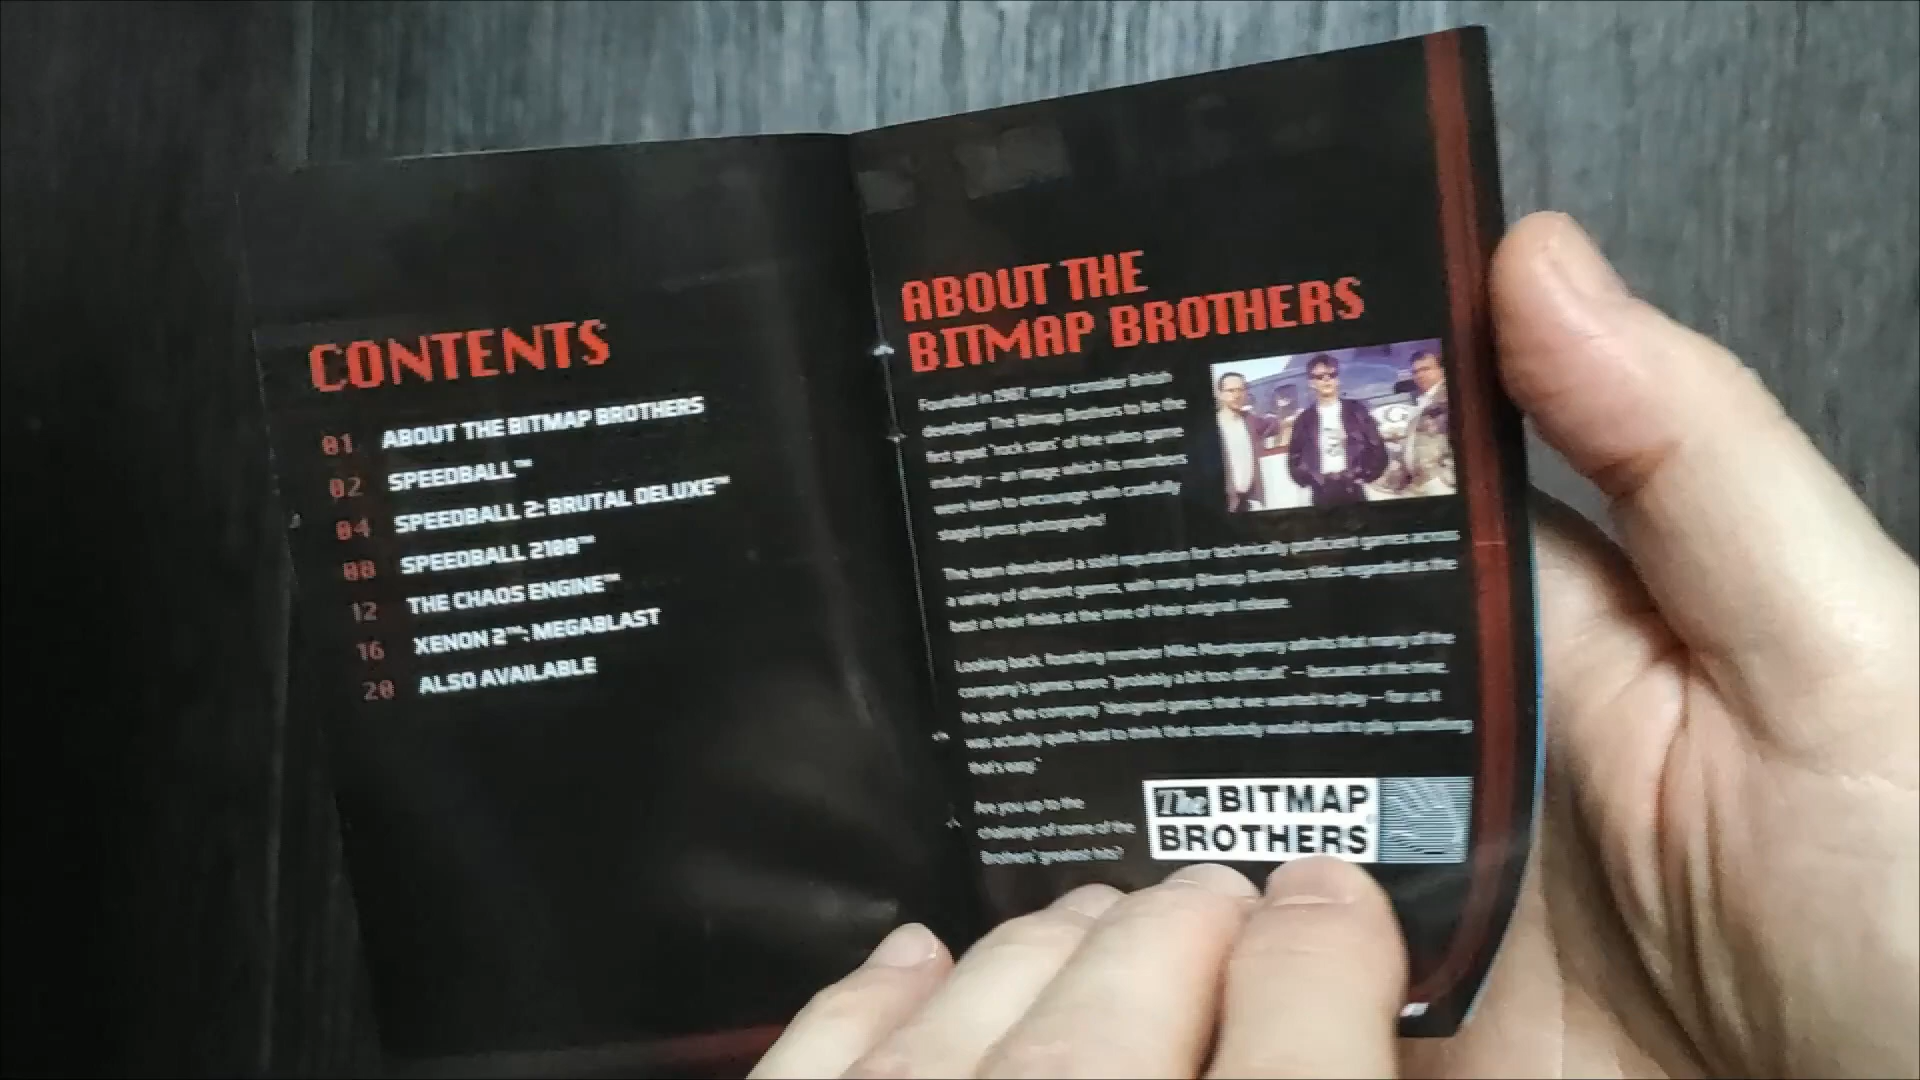 CONTENTS
01 ABOUT THE BITMAP BROTHERS
02 SPEEDBALL™
04 SPEEDBALL 2: BRUTAL DELUXE™
08 SPEEDBALL 2100™
12 THE CHAOS ENGINE™
16 XENON 2™: MEGABLAST
20 ALSO AVAILABLE
ABOUT THE
BITMAP BROTHERS
Founded in 1987, many consider British
developer The Bitmap Brothers to be the
first great "rock stars" of the video game
industry – an image which its members
were keen to encourage with carefully
staged press photographs!
The team developed a solid reputation for technically proficient games across
a variety of different genres, with many Bitmap Brothers titles regarded as the
best in their fields at the time of their original release.
Looking back, founding member Mike Montgomery admits that many of the
company's games were "probably a bit too difficult" – because at the time,
he says, the company "designed games that we wanted to play – for us it
was actually quite hard to think that somebody would want to play something
that's easy."
Are you up to the
challenge of some of the
Brothers' greatest hits?
The BITMAP
BROTHERS